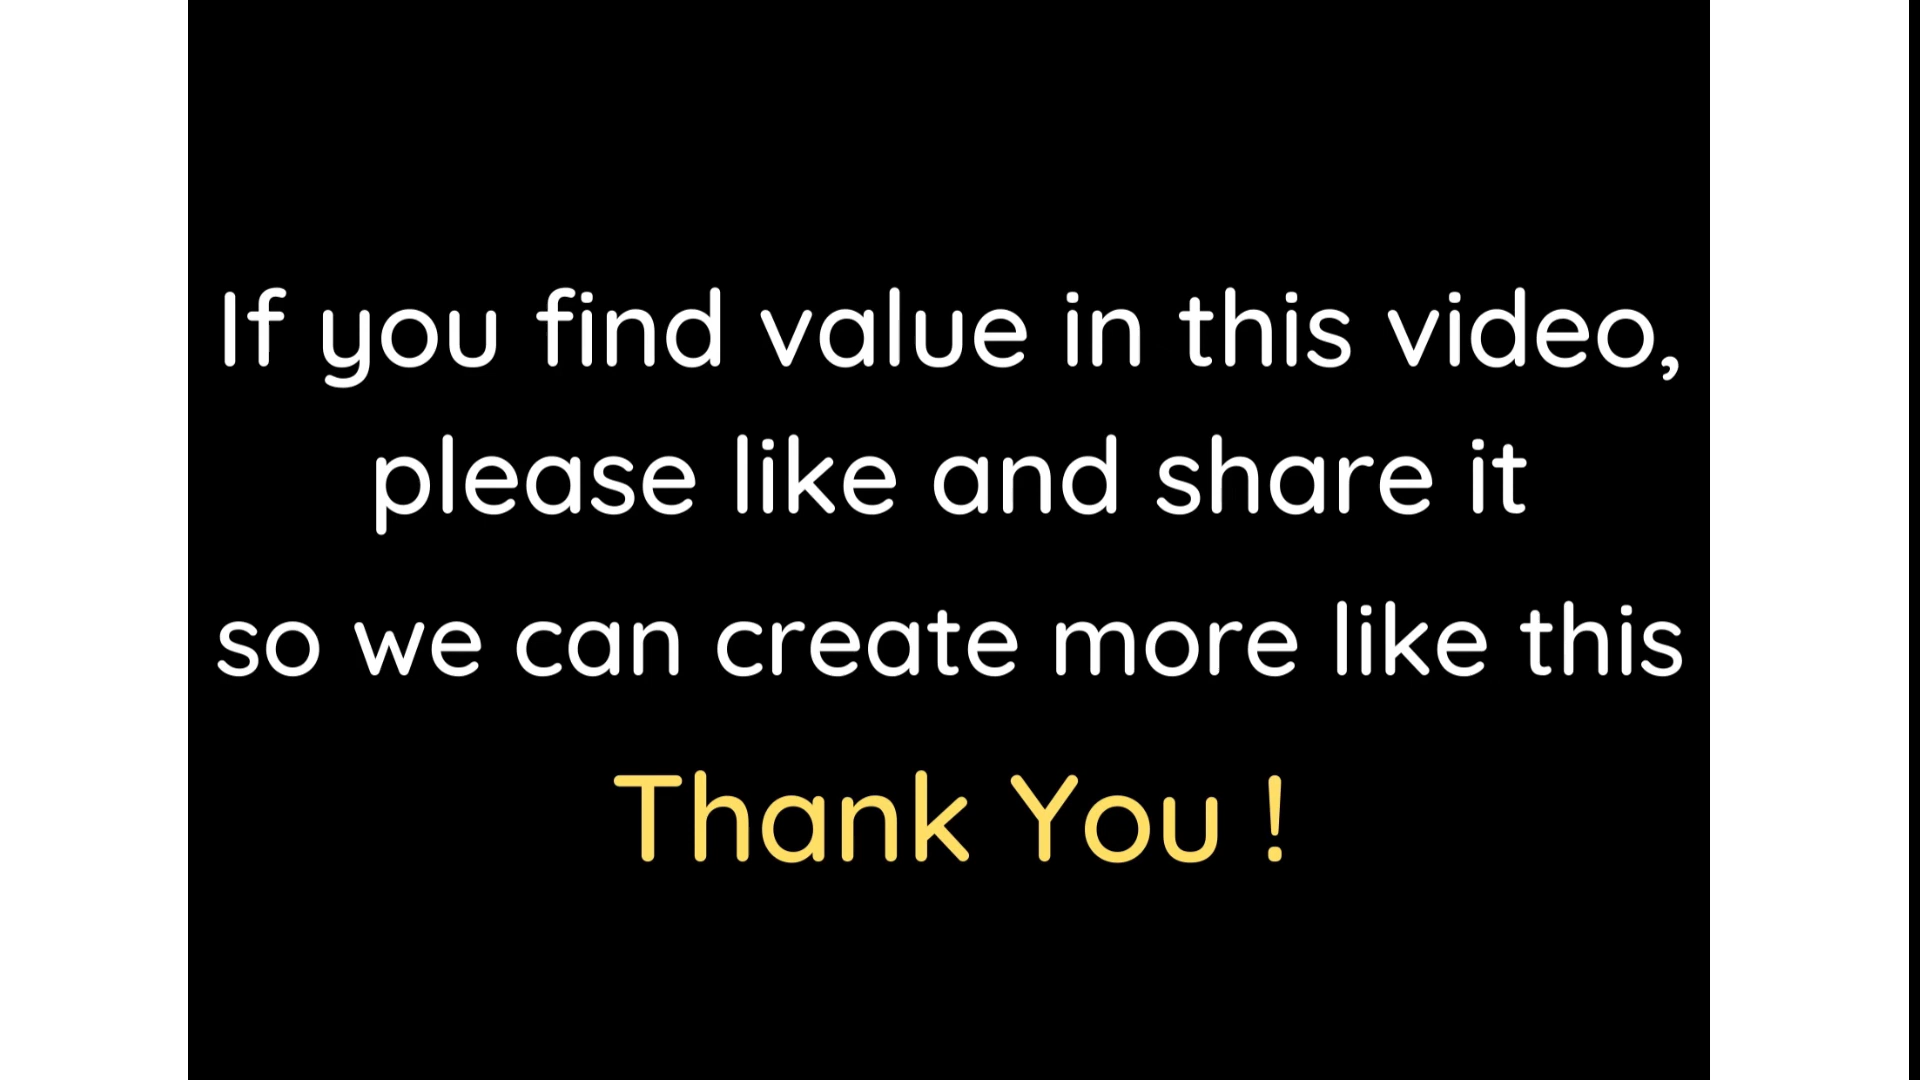 If you find value in this video,
please like and share it
so we can create more like this
Thank You !